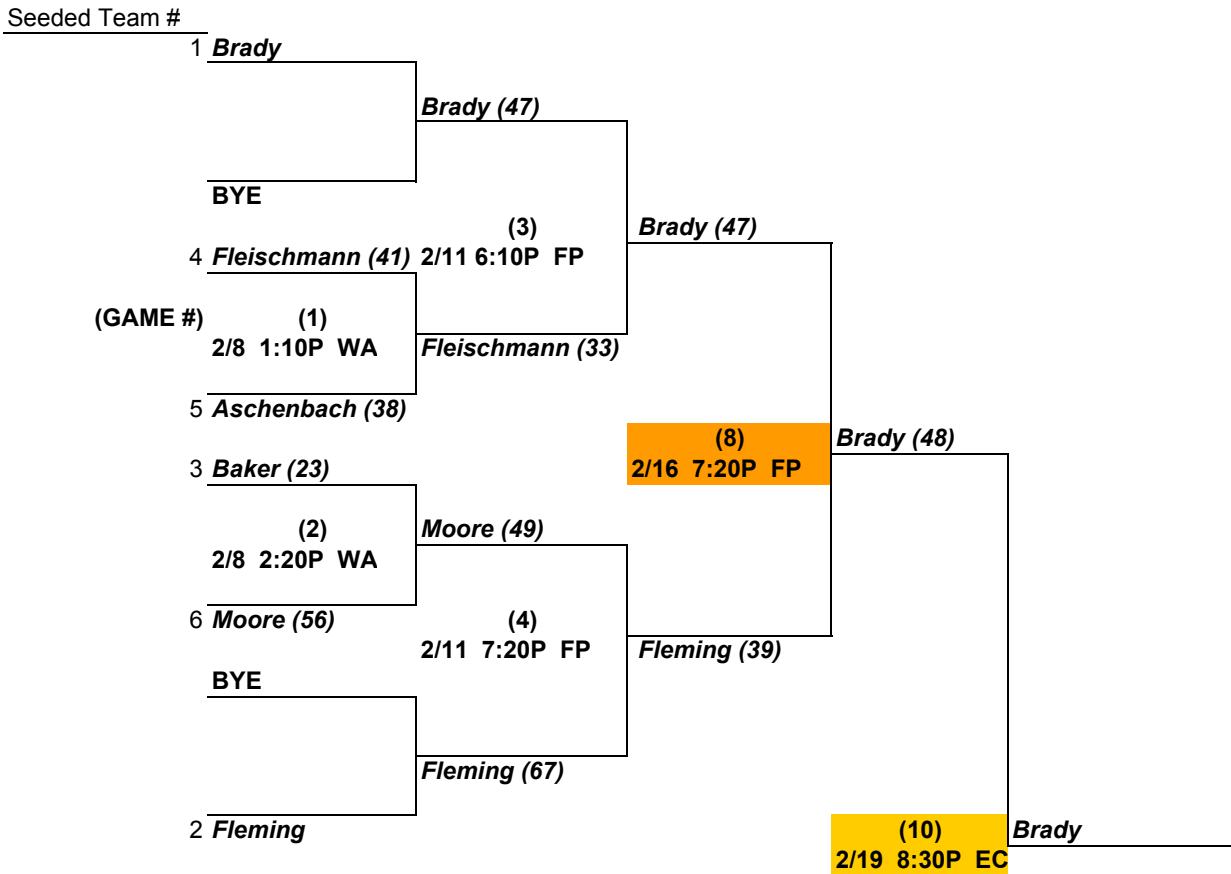 Seeded Team #
1 Brady
Brady (47)
BYE
(3)
Brady (47)
4 Fleischmann (41) 2/11 6:10P FP
(GAME #) (1)
2/8 1:10P WA
Fleischmann (33)
5 Aschenbach (38)
(8)
Brady (48)
3 Baker (23)
2/16 7:20P FP
(2)
Moore (49)
2/8 2:20P WA
6 Moore (56)
(4)
2/11 7:20P FP
Fleming (39)
BYE
Fleming (67)
2 Fleming
(10)
Brady
2/19 8:30P EC